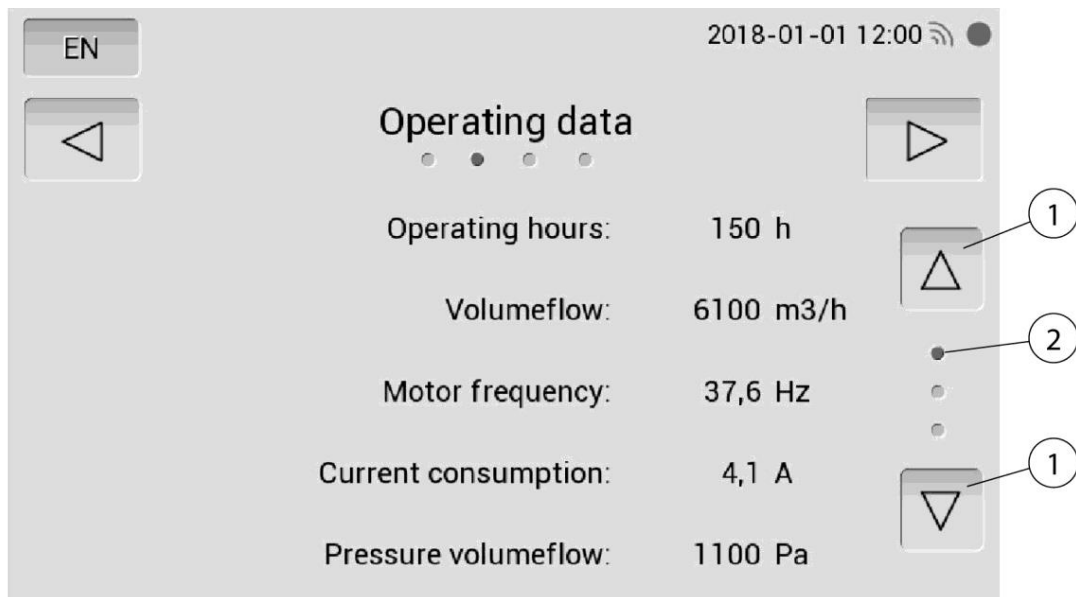 EN
2018-01-01 12:00
Operating data
Operating hours: 150 h
1
Volumeflow: 6100 m3/h
2
Motor frequency: 37,6 Hz
Current consumption: 4,1 A
1
Pressure volumeflow: 1100 Pa